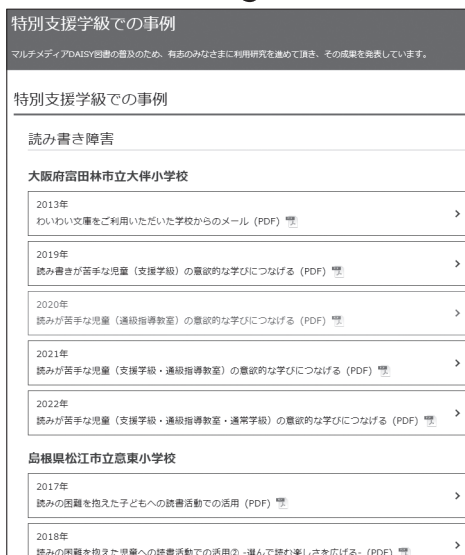 特別支援学級での事例
マルチメディアDAISY図書の普及のため、有志のみなさまに利用研究を進めて頂き、その成果を発表しています。
特別支援学級での事例
読み書き障害
大阪府富田林市立大伴小学校
2013年
わいわい文庫をご利用いただいた学校からのメール (PDF)
2019年
読み書きが苦手な児童（支援学級）の意欲的な学びにつなげる (PDF)
2020年
読みが苦手な児童（通級指導教室）の意欲的な学びにつなげる (PDF)
2021年
読みが苦手な児童（支援学級・通級指導教室）の意欲的な学びにつなげる (PDF)
2022年
読みが苦手な児童（支援学級・通級指導教室・通常学級）の意欲的な学びにつなげる (PDF)
島根県松江市立意東小学校
2017年
読みの困難を抱えた子どもへの読書活動での活用 (PDF)
2018年
読みの困難を抱えた児童への読書活動での活用② -選んで読む楽しさを広げる- (PDF)